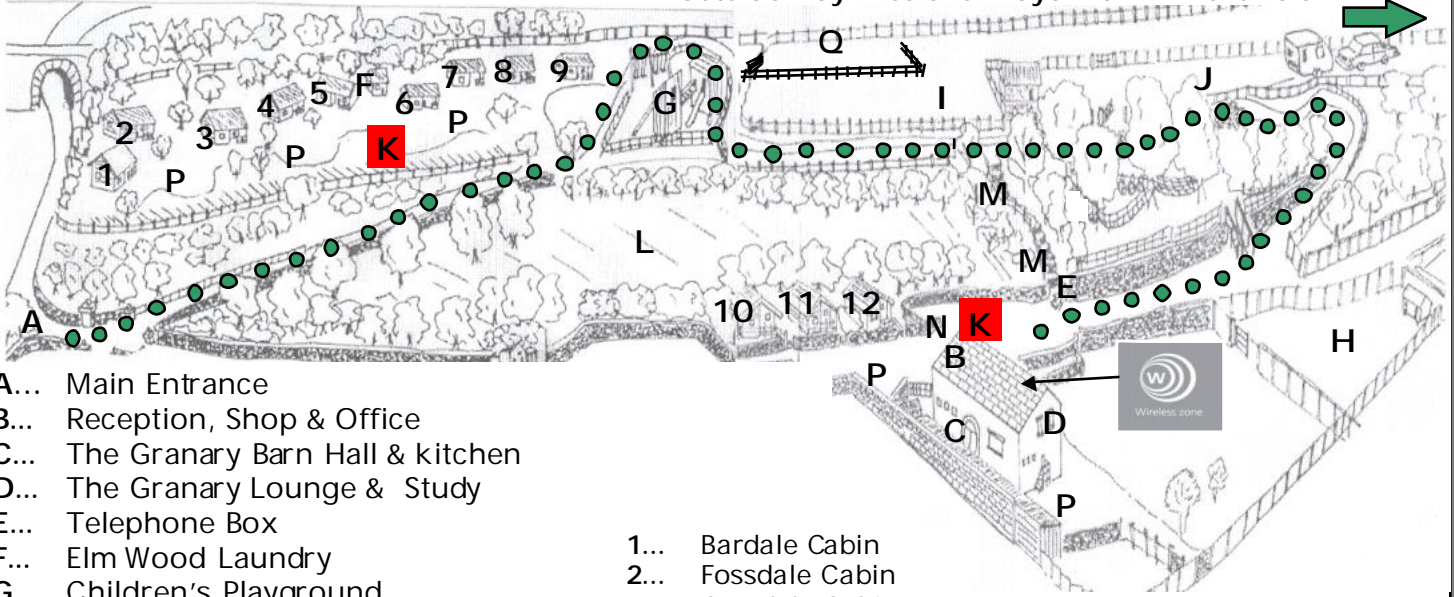 Q
J
I
7 8 9
5 F 6
4
G
2 3
P
K
P
1 P
M
L
M
E
A
10 11 12
N K
B
H
P
W
Wireless zone
C D
P
A... Main Entrance
B... Reception, Shop & Office
C... The Granary Barn Hall & kitchen
D... The Granary Lounge & Study
E... Telephone Box
F... Elm Wood Laundry
G Children's Playground
1... Bardale Cabin
2... Fossdale Cabin